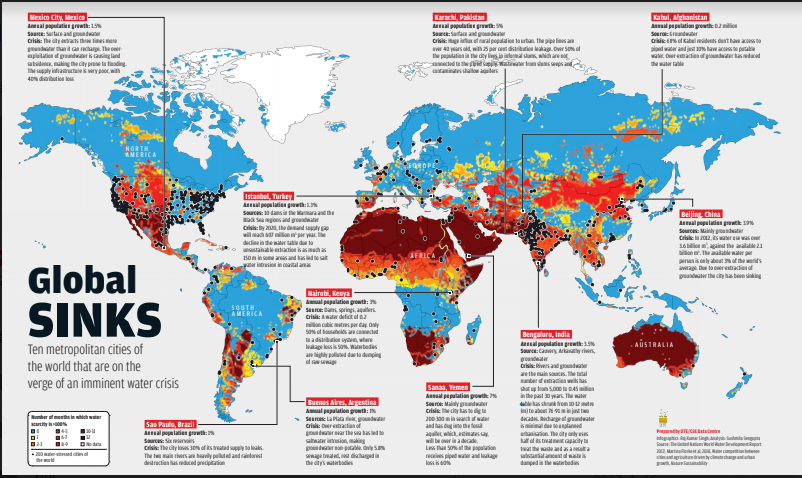 Mexico City, Mexico
Annual population growth: 1.5%
Source: Surface and groundwater
Crisis: The city extracts three times more
groundwater than it can recharge. The over-
exploitation of groundwater is causing land
subsidence, making the city prone to flooding.
The supply infrastructure is very poor, with
40% distribution loss
Karachi, Pakistan
Annual population growth: 5%
Source: Surface and groundwater
Crisis: Huge influx of rural population to urban. The pipe lines are
over 40 years old, with 25 per cent distribution leakage. Over 50% of
the population in the city lives in informal slums, which are not
connected to the piped supply. Wastewater from slums seeps and
contaminates shallow aquifers
Kabul, Afghanistan
Annual population growth: 0.2 million
Source: Groundwater
Crisis: 68% of Kabul residents don't have access to
piped water and just 10% have access to potable
water. Over-extraction of groundwater has reduced
the water table
NORTH
AMERICA
EUROPE
Istanbul, Turkey
Annual population growth: 1.3%
Sources: 10 dams in the Marmara and the
Black Sea regions and groundwater
Crisis: By 2020, the demand supply gap
will reach 607 million m³ per year. The
decline in the water table due to
unsustainable extraction is as much as
150 m in some areas and has led to salt
water intrusion in coastal areas
Beijing, China
Annual population growth: 3.9%
Sources: Mainly groundwater
Crisis: In 2012, its water use was over
3.6 billion m³, against the available 2.1
billion m³. The available water per
person is only about 3% of the world's
average. Due to over-extraction of
groundwater the city has been sinking
AFRICA
Global
SINKS
Ten metropolitan cities of
the world that are on the
verge of an imminent water crisis
SOUTH
AMERICA
Nairobi, Kenya
Annual population growth: 3%
Source: Dams, springs, aquifers.
Crisis: A water deficit of 0.2
million cubic metres per day. Only
50% of households are connected
to a distribution system, where
leakage loss is 50%. Waterbodies
are highly polluted due to dumping
of raw sewage
Bengaluru, India
Annual population growth: 3.5%
Source: Cauvery, Arkavathy rivers,
groundwater
Crisis: Rivers and groundwater
are the main sources. The total
number of extraction wells has
shot up from 5,000 to 0.45 million
in the past 30 years. The water
table has shrunk from 10-12 metre
(m) to about 76-91 m in just two
decades. Recharge of groundwater
is minimal due to unplanned
urbanisation. The city only uses
half of its treatment capacity to
treat the waste and as a result a
substantial amount of waste is
dumped in the waterbodies
AUSTRALIA
Sanaa, Yemen
Annual population growth: 7%
Source: Mainly groundwater
Crisis: The city has to dig to
200-300 m in search of water
and has dug into the fossil
aquifer, which, estimates say,
will be over in a decade.
Less than 50% of the population
receives piped water and leakage
loss is 60%
Buenos Aires, Argentina
Annual population growth: 1%
Sources: La Plata river, groundwater
Crisis: Over extraction of
groundwater near the sea has led to
saltwater intrusion, making
groundwater non-potable. Only 5.8%
sewage treated, rest discharged in
the city's waterbodies
Sao Paulo, Brazil
Annual population growth: 1%
Sources: Six reservoirs
Crisis: The city loses 30% of its treated supply to leaks.
The two main rivers are heavily polluted and rainforest
destruction has reduced precipitation
Number of months in which water
scarcity is >100%
0 4-5 10-11
1 6-7 12
2-3 8-9 No data
• 200 water-stressed cities of
the world
Prepared by DTE/CSE Data Centre
Infographics: Raj Kumar Singh; Analysis: Sushmita Sengupta
Source: The United Nations World Water Development Report
2017, Martina Florke et al 2018, Water competition between
cities and agriculture driven by climate change and urban
growth, Nature Sustainability